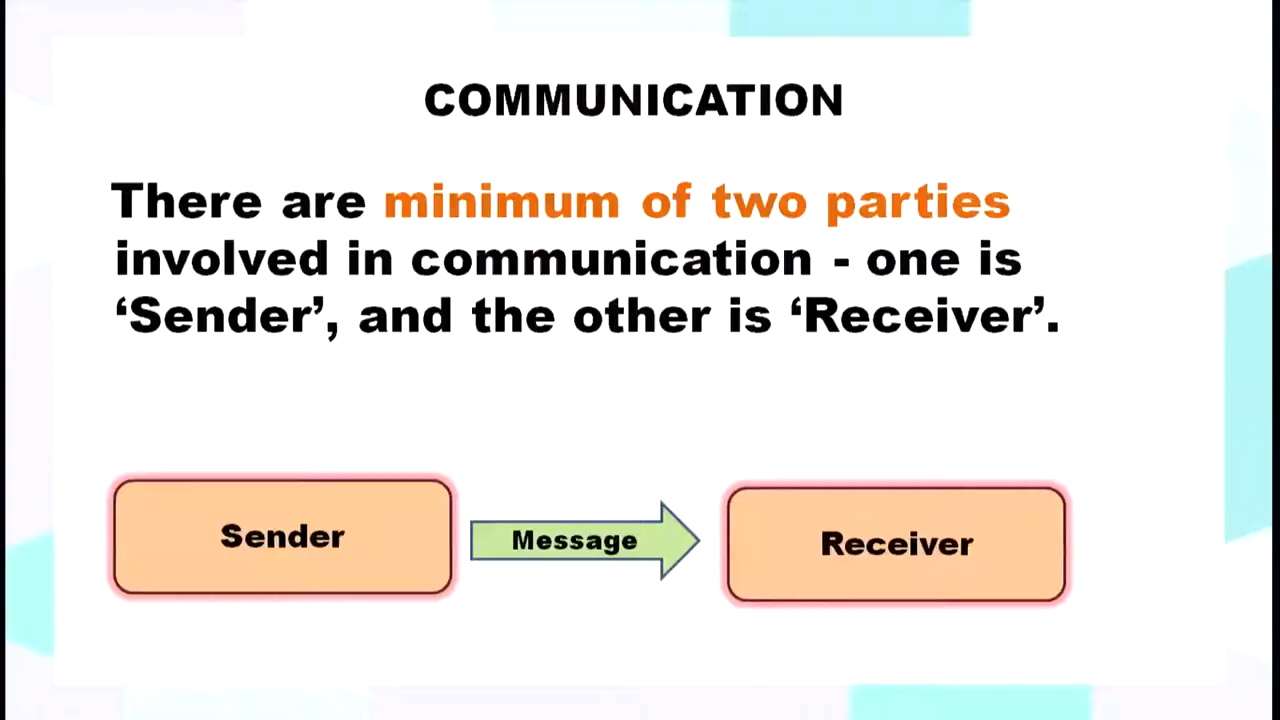 COMMUNICATION
There are minimum of two parties
involved in communication - one is
‘Sender’, and the other is ‘Receiver’.
Sender
Message
Receiver